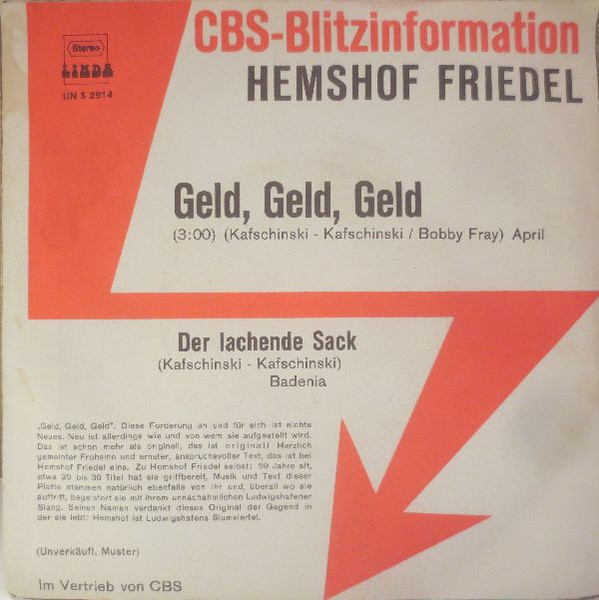 CBS-Blitzinformation
Stereo
LINDA
LIN S 2914
HEMSHOF FRIEDEL
Geld, Geld, Geld
(3:00) (Kafschinski - Kafschinski / Bobby Fray) April
Der lachende Sack
(Kafschinski - Kafschinski)
Badenia
„Geld, Geld, Geld". Diese Forderung an und für sich ist nichts
Neues. Neu ist allerdings wie und von wem sie aufgestellt wird.
Das ist schon mehr als originell, das ist originell! Herzlich
gemeinter Frohsinn und ernster, anspruchsvoller Text, das ist bei
Hemshof Friedel eins. Zu Hemshof Friedel selbst: 59 Jahre alt,
etwa 20 bis 30 Titel hat sie griffbereit, Musik und Text dieser
Platte stammen natürlich ebenfalls von ihr und, überall wo sie
auftritt, begeistert sie mit ihrem unnachahmlichen Ludwigshafener
Slang. Seinen Namen verdankt dieses Original der Gegend in
der sie lebt: Hemshof ist Ludwigshafens Slumviertel.
(Unverkäufl. Muster)
Im Vertrieb von CBS